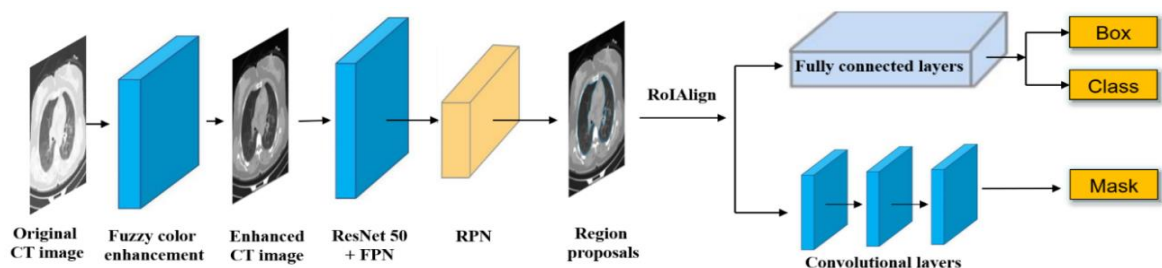 Original
CT image
Fuzzy color
enhancement
Enhanced
CT image
ResNet 50
+ FPN
RPN
Region
proposals
RoIAlign
Fully connected layers
Box
Class
Convolutional layers
Mask